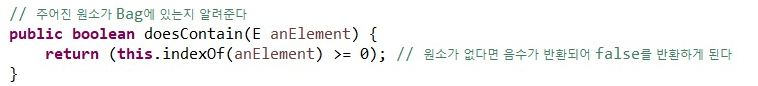 // 주어진 원소가 Bag에 있는지 알려준다
public boolean doesContain(E anElement) {
    return (this.indexOf(anElement) >= 0); // 원소가 없다면 음수가 반환되어 false를 반환하게 된다
}